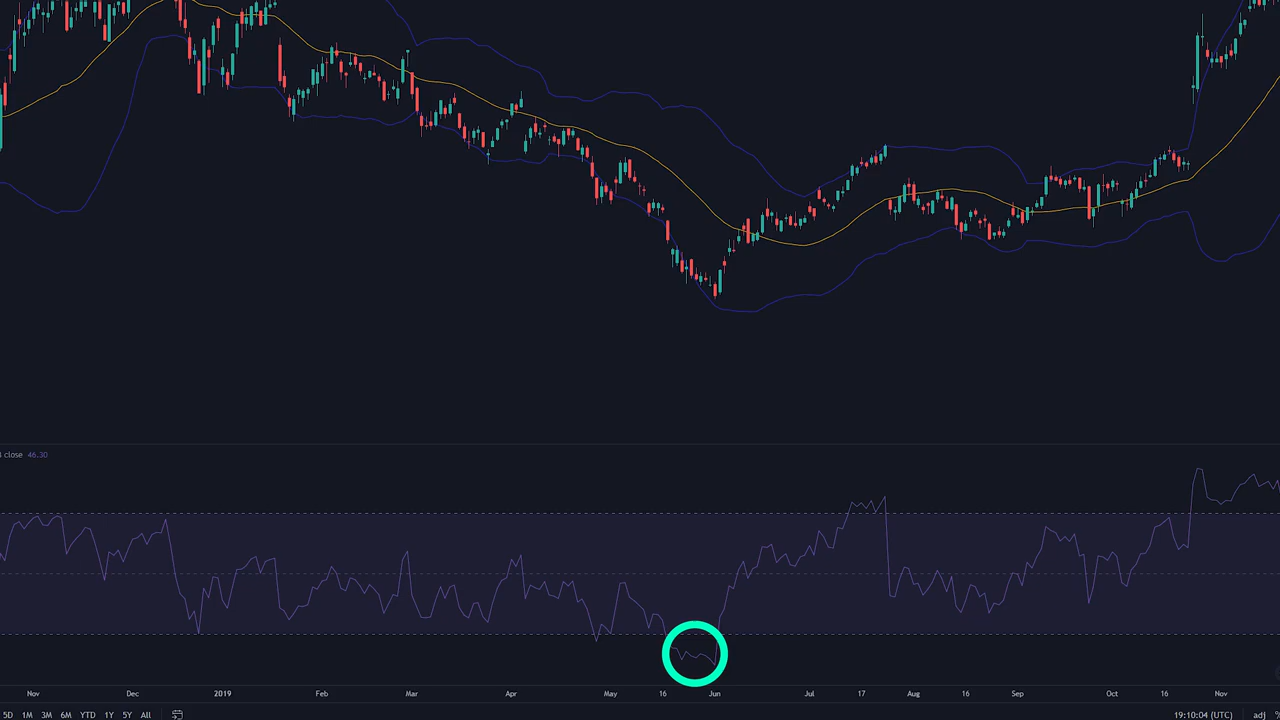 close 46.30
Nov Dec 2019 Feb Mar Apr May 16 Jun Jul 17 Aug 16 Sep Oct 16 Nov
5D 1M 3M 6M YTD 1Y 5Y All 19:10:04 (UTC) adj